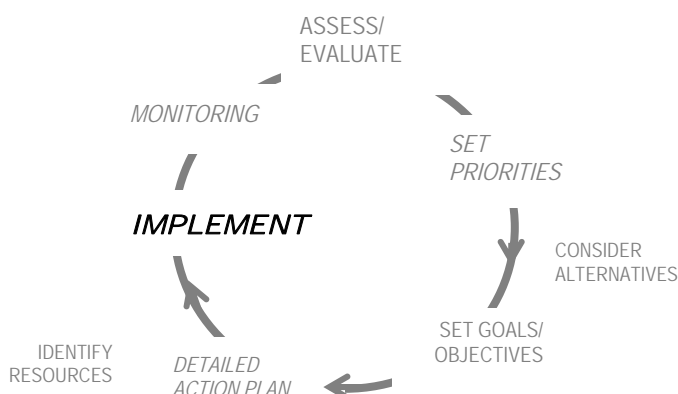 ASSESS/
EVALUATE
MONITORING
SET
PRIORITIES
IMPLEMENT
CONSIDER
ALTERNATIVES
SET GOALS/
OBJECTIVES
IDENTIFY
RESOURCES
DETAILED
ACTION PLAN